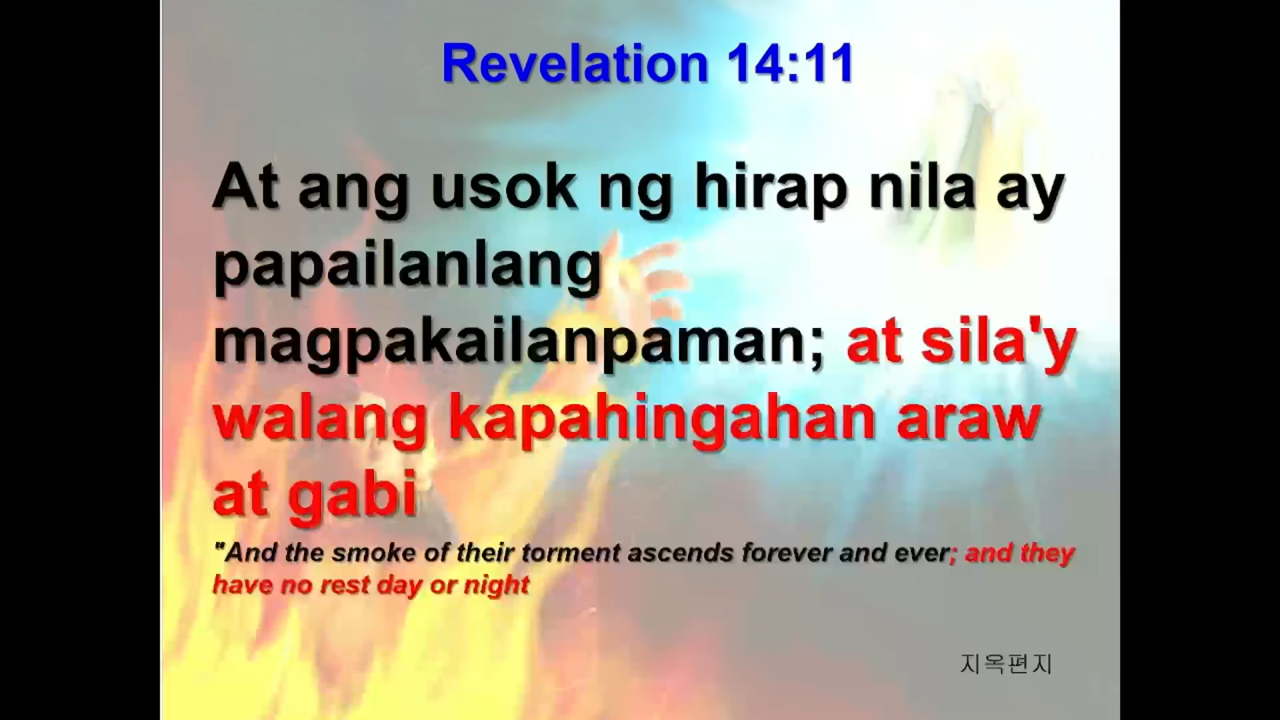 Revelation 14:11
At ang usok ng hirap nila ay
papailanlang
magpakailanpaman; at sila'y
walang kapahingahan araw
at gabi
"And the smoke of their torment ascends forever and ever; and they
have no rest day or night
지옥편지